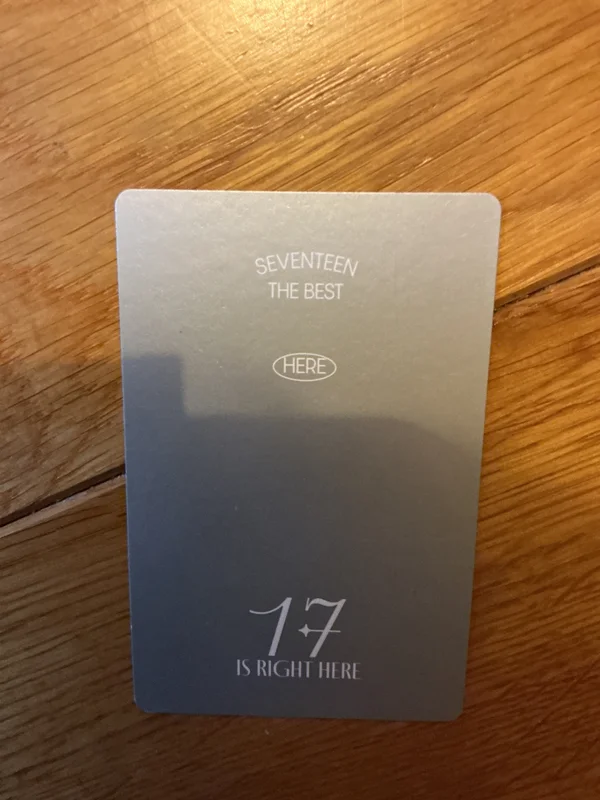 SEVENTEEN
THE BEST
HERE
17
IS RIGHT HERE